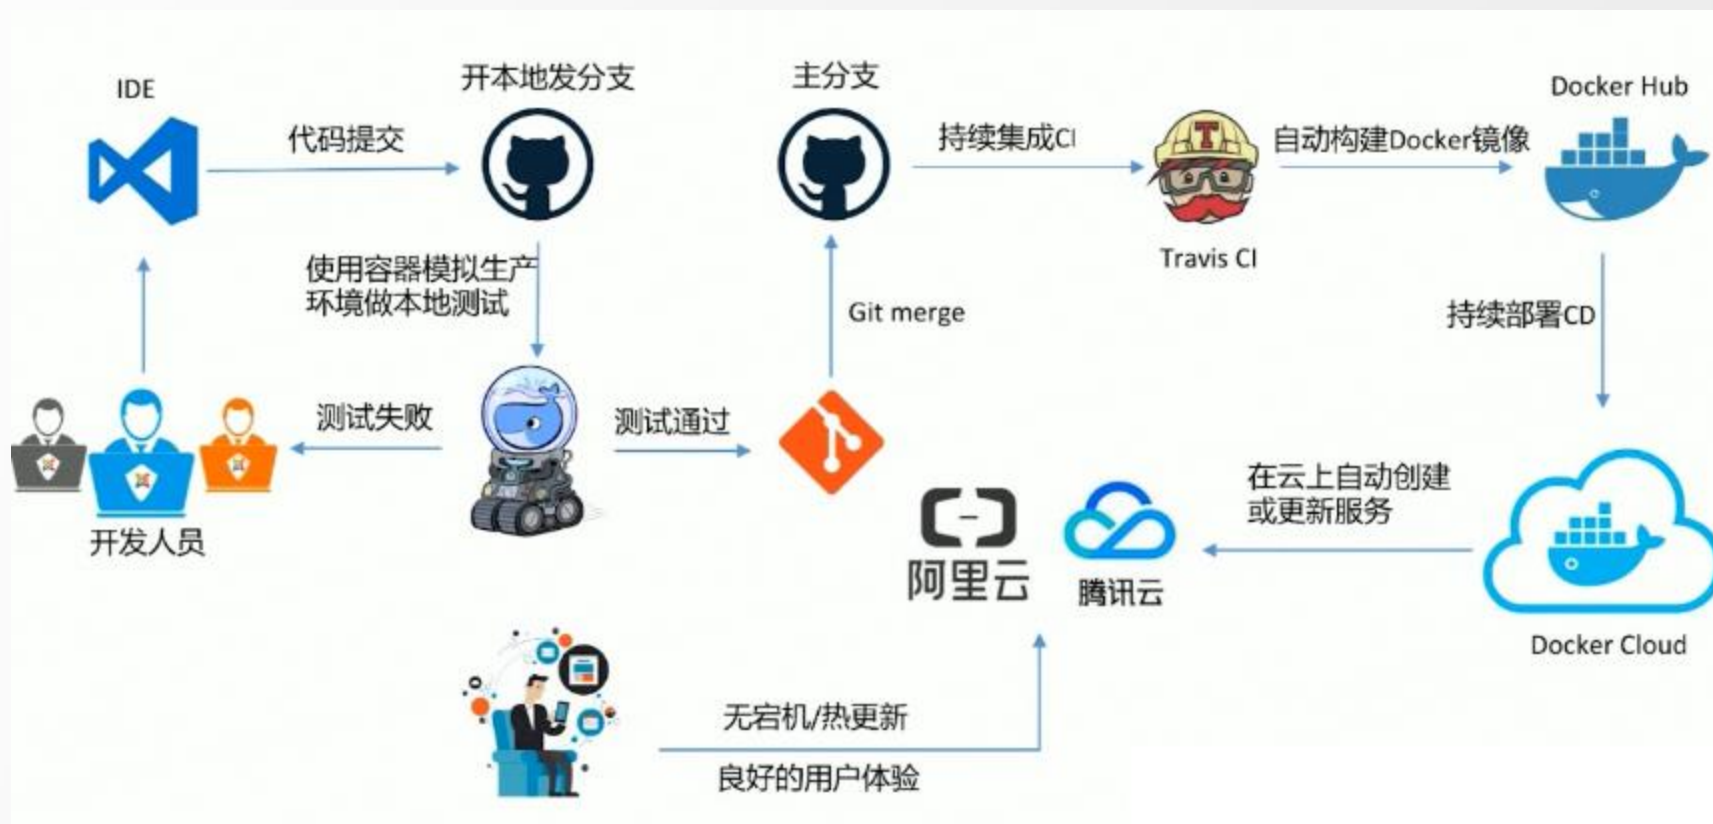 IDE
开本地发分支
主分支
Docker Hub
代码提交
持续集成CI
T
自动构建Docker镜像
Travis CI
使用容器模拟生产
环境做本地测试
Git merge
持续部署CD
测试失败
测试通过
开发人员
在云上自动创建
或更新服务
阿里云
腾讯云
Docker Cloud
无宕机/热更新
良好的用户体验